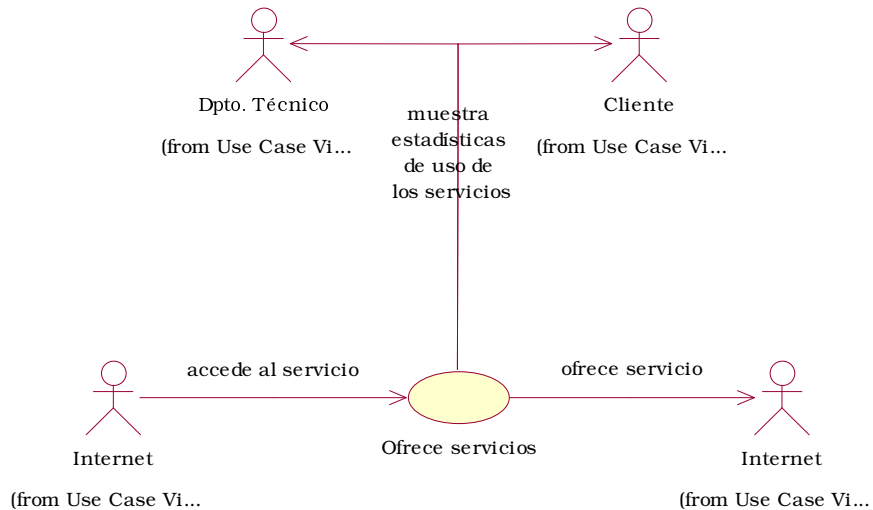 Dpto. Técnico
(from Use Case Vi...
Cliente
(from Use Case Vi...
muestra
estadísticas
de uso de
los servicios
accede al servicio
ofrece servicio
Internet
(from Use Case Vi...
Ofrece servicios
Internet
(from Use Case Vi...